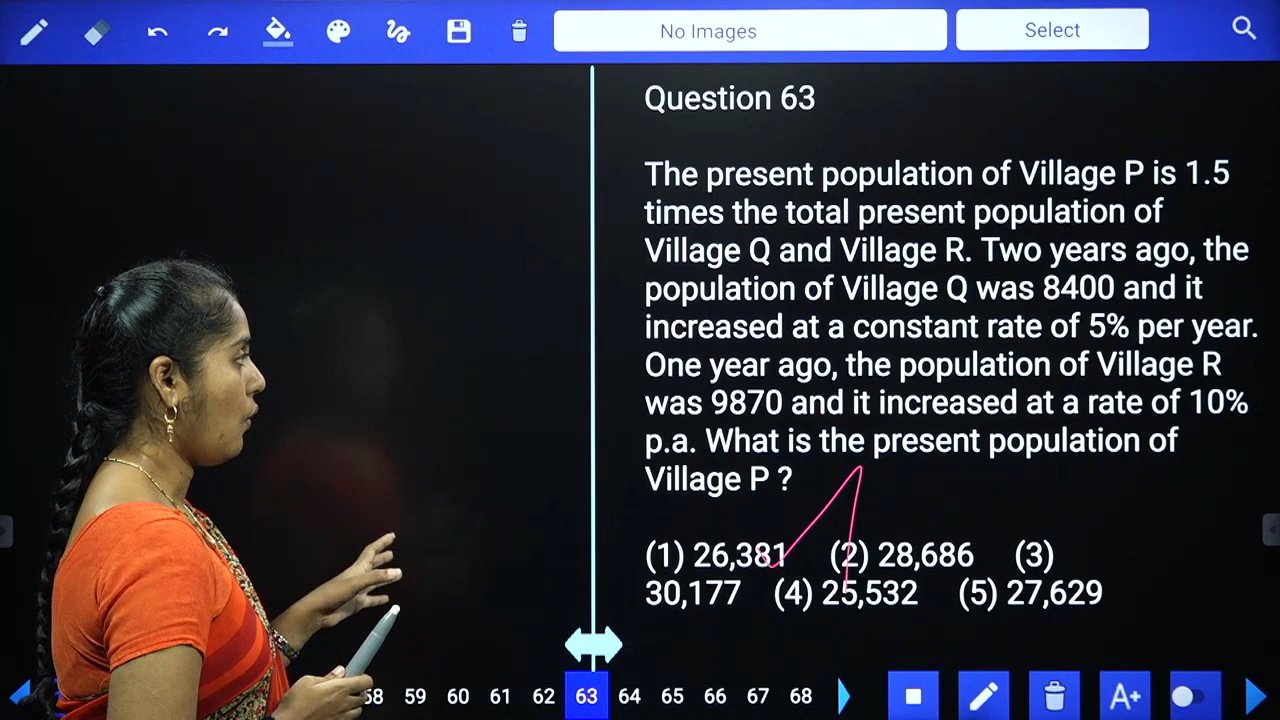 No Images
Select
Question 63
The present population of Village P is 1.5
times the total present population of
Village Q and Village R. Two years ago, the
population of Village Q was 8400 and it
increased at a constant rate of 5% per year.
One year ago, the population of Village R
was 9870 and it increased at a rate of 10%
p.a. What is the present population of
Village P ?
(1) 26,381 (2) 28,686 (3)
30,177 (4) 25,532 (5) 27,629
58 59 60 61 62 63 64 65 66 67 68
A+